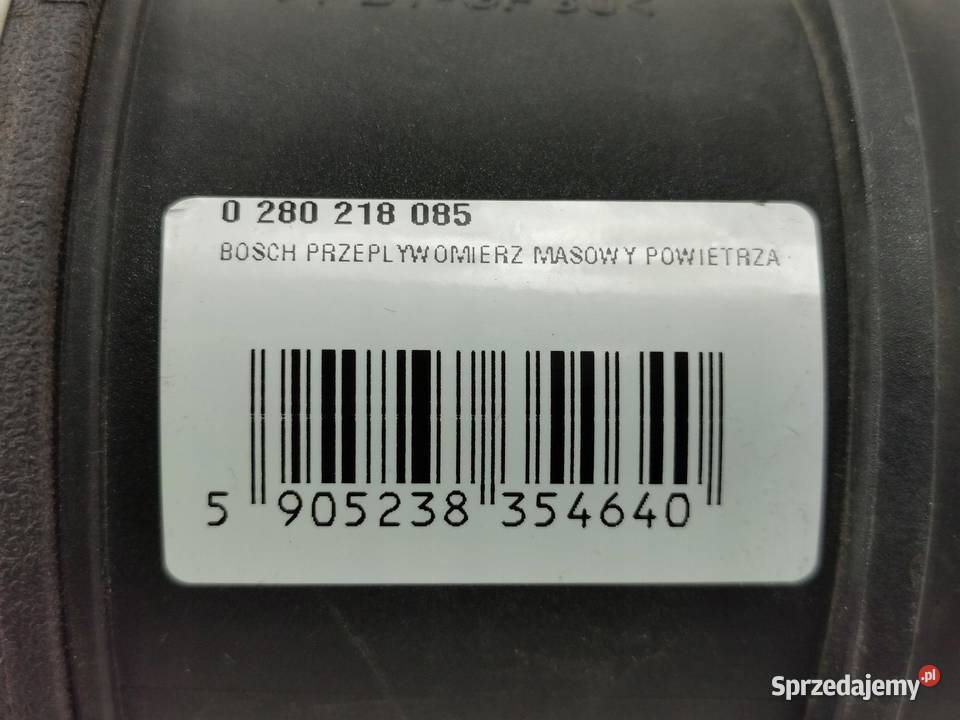 0 280 218 085
BOSCH PRZEPLYWOMIERZ MASOWY POWIETRZA
5 905238 354640
Sprzedajemy.pl